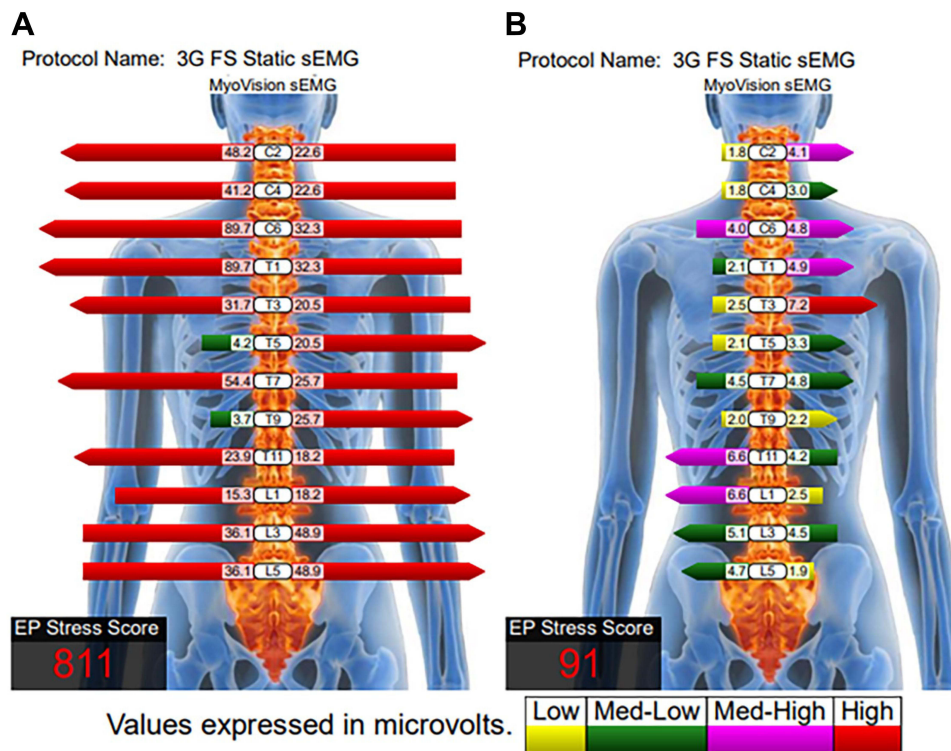 A
Protocol Name: 3G FS Static sEMG
MyoVision sEMG
48.2 C2 22.6
41.2 C4 22.6
89.7 C6 32.3
89.7 T1 32.3
31.7 T3 20.5
4.2 T5 20.5
54.4 T7 25.7
3.7 T9 25.7
23.9 T11 18.2
15.3 L1 18.2
36.1 L3 48.9
36.1 L5 48.9
EP Stress Score
811
B
Protocol Name: 3G FS Static sEMG
MyoVision sEMG
1.8 C2 4.1
1.8 C4 3.0
4.0 C6 4.8
2.1 T1 4.9
2.5 T3 7.2
2.1 T5 3.3
4.5 T7 4.8
2.0 T9 2.2
6.6 T11 4.2
6.6 L1 2.5
5.1 L3 4.5
4.7 L5 1.9
EP Stress Score
91
Values expressed in microvolts.
Low Med-Low Med-High High